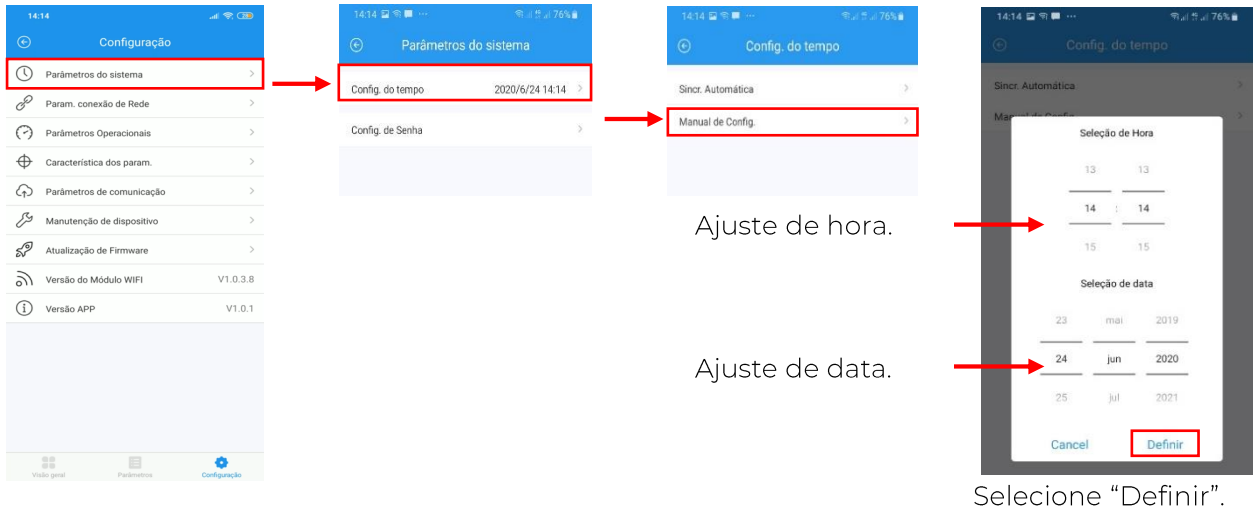 14:14
Configuração
Parâmetros do sistema
Param. conexão de Rede
Parâmetros Operacionais
Característica dos param.
Parâmetros de comunicação
Manutenção de dispositivo
Atualização de Firmware
Versão do Módulo WIFI V1.0.3.8
Versão APP V1.0.1
Visão geral Parâmetros Configuração
14:14 76%
Parâmetros do sistema
Config. do tempo 2020/6/24 14:14
Config. de Senha
14:14 76%
Config. do tempo
Sincr. Automática
Manual de Config.
Ajuste de hora.
Ajuste de data.
14:14 76%
Config. do tempo
Sincr. Automática
Manual de Config.
Seleção de Hora
13 13
14 : 14
15 15
Seleção de data
23 mai 2019
24 jun 2020
25 jul 2021
Cancel Definir
Selecione “Definir”.